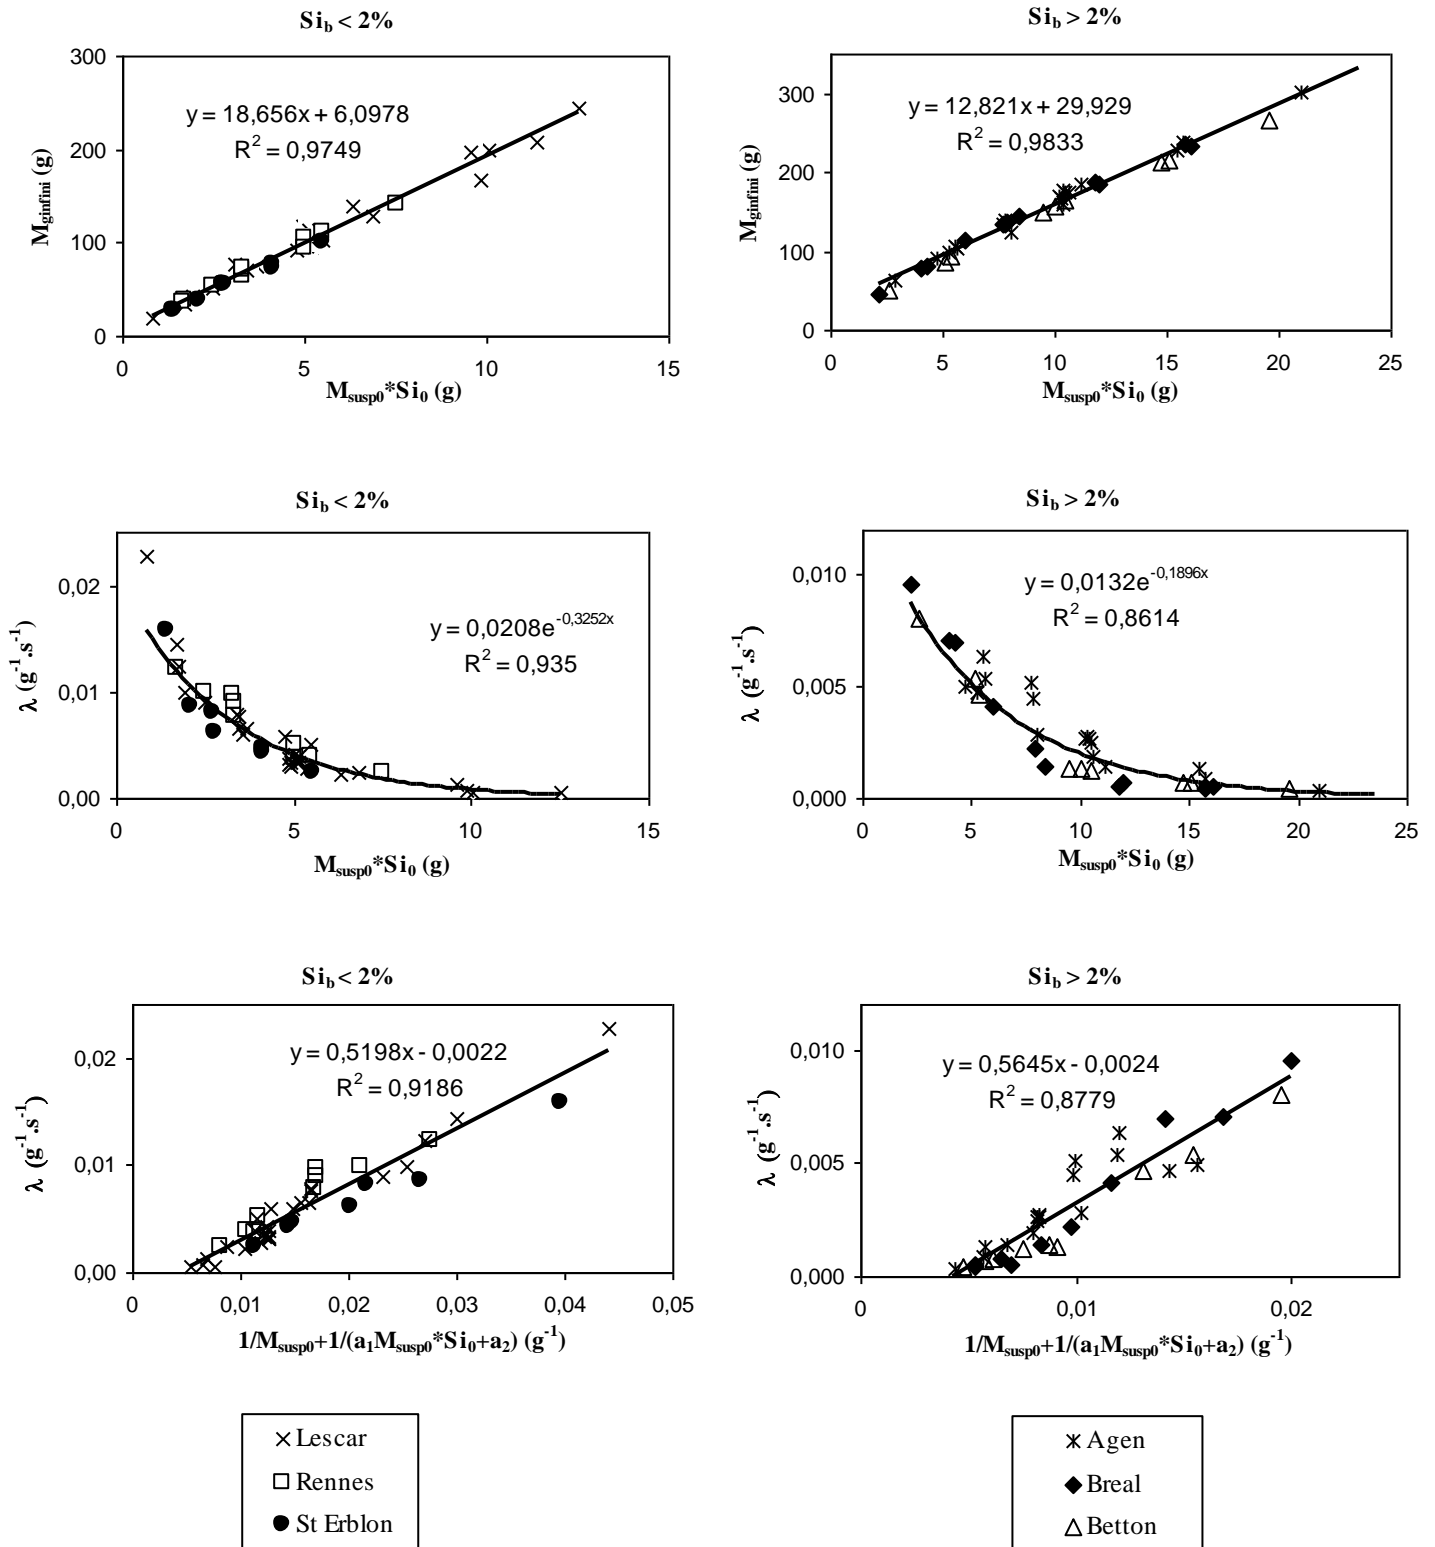 Si_b < 2%
300
200
100
0
0 5 10 15
y = 18,656x + 6,0978
R² = 0,9749
M_ginfini (g)
M_susp0*Si_0 (g)
Si_b > 2%
300
200
100
0
0 5 10 15 20 25
y = 12,821x + 29,929
R² = 0,9833
M_ginfini (g)
M_susp0*Si_0 (g)
Si_b < 2%
0,02
0,01
0,00
0 5 10 15
y = 0,0208e^-0,3252x
R² = 0,935
λ (g⁻¹.s⁻¹)
M_susp0*Si_0 (g)
Si_b > 2%
0,010
0,005
0,000
0 5 10 15 20 25
y = 0,0132e^-0,1896x
R² = 0,8614
λ (g⁻¹.s⁻¹)
M_susp0*Si_0 (g)
Si_b < 2%
0,02
0,01
0,00
0 0,01 0,02 0,03 0,04 0,05
y = 0,5198x - 0,0022
R² = 0,9186
λ (g⁻¹.s⁻¹)
1/M_susp0+1/(a_1M_susp0*Si_0+a_2) (g⁻¹)
Si_b > 2%
0,010
0,005
0,000
0 0,01 0,02
y = 0,5645x - 0,0024
R² = 0,8779
λ (g⁻¹.s⁻¹)
1/M_susp0+1/(a_1M_susp0*Si_0+a_2) (g⁻¹)
Lescar
Rennes
St Erblon
Agen
Breal
Betton